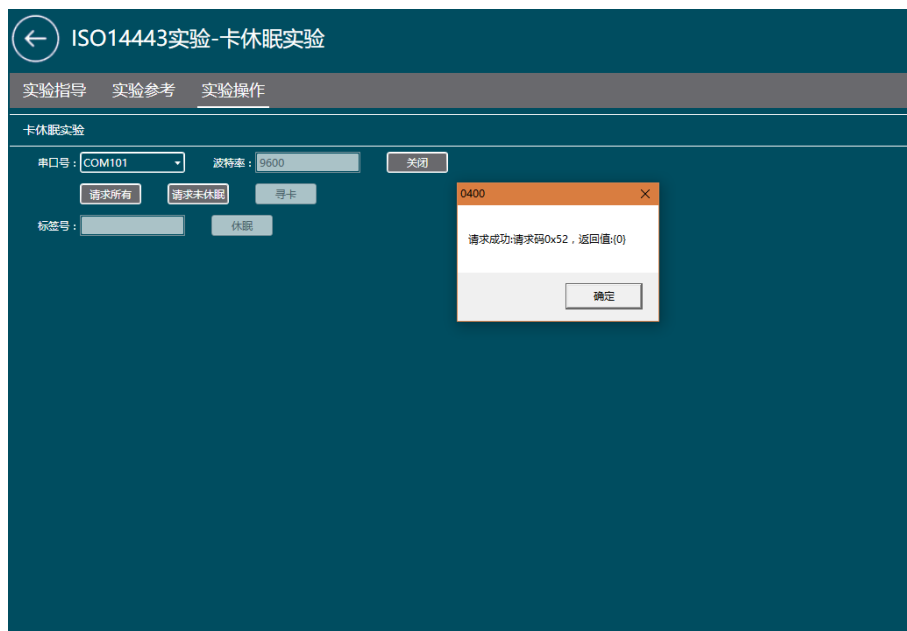 ISO14443实验-卡休眠实验
实验指导 实验参考 实验操作
卡休眠实验
串口号： COM101 波特率： 9600 关闭
请求所有 请求未休眠 寻卡
标签号： 休眠
0400
请求成功:请求码0x52，返回值:{0}
确定